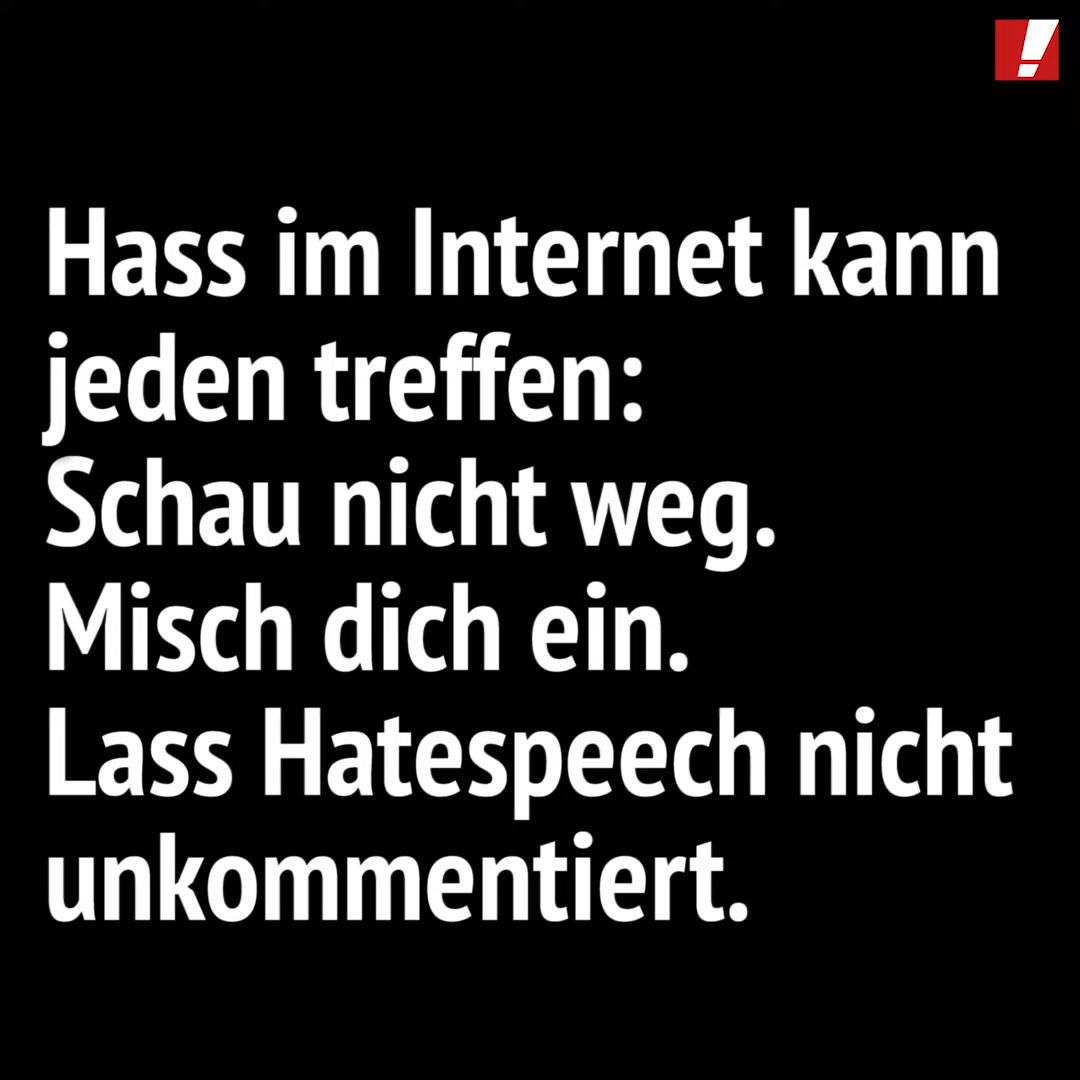 Hass im Internet kann
jeden treffen:
Schau nicht weg.
Misch dich ein.
Lass Hatespeech nicht
unkommentiert.